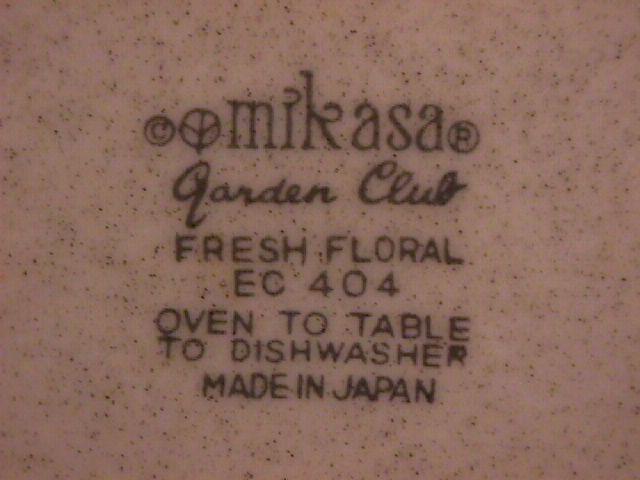 © mikasa®
Garden Club
FRESH FLORAL
EC 404
OVEN TO TABLE
TO DISHWASHER
MADE IN JAPAN